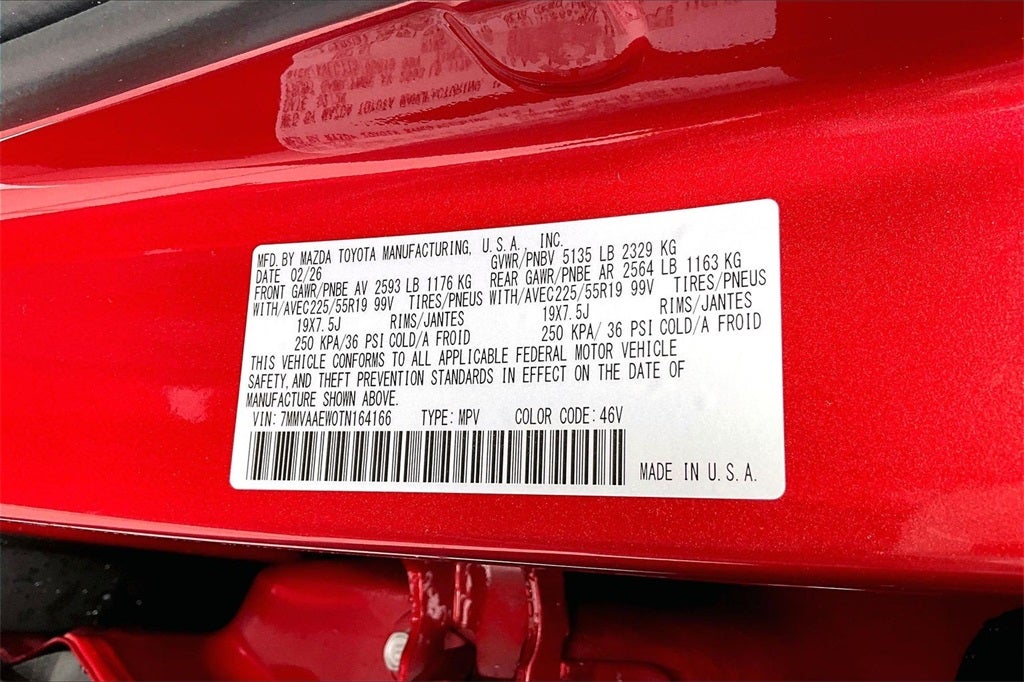 MFD. BY MAZDA TOYOTA MANUFACTURING, U.S.A., INC.
DATE 02/26 GVWR/PNBV 5135 LB 2329 KG
FRONT GAWR/PNBE AV 2593 LB 1176 KG REAR GAWR/PNBE AR 2564 LB 1163 KG
WITH/AVEC225/55R19 99V TIRES/PNEUS WITH/AVEC225/55R19 99V TIRES/PNEUS
19X7.5J RIMS/JANTES 19X7.5J RIMS/JANTES
250 KPA/36 PSI COLD/A FROID 250 KPA/ 36 PSI COLD/A FROID
THIS VEHICLE CONFORMS TO ALL APPLICABLE FEDERAL MOTOR VEHICLE
SAFETY, AND THEFT PREVENTION STANDARDS IN EFFECT ON THE DATE OF
MANUFACTURE SHOWN ABOVE.
VIN: 7MMVAAEW0TN164166 TYPE: MPV COLOR CODE: 46V
MADE IN U.S.A.